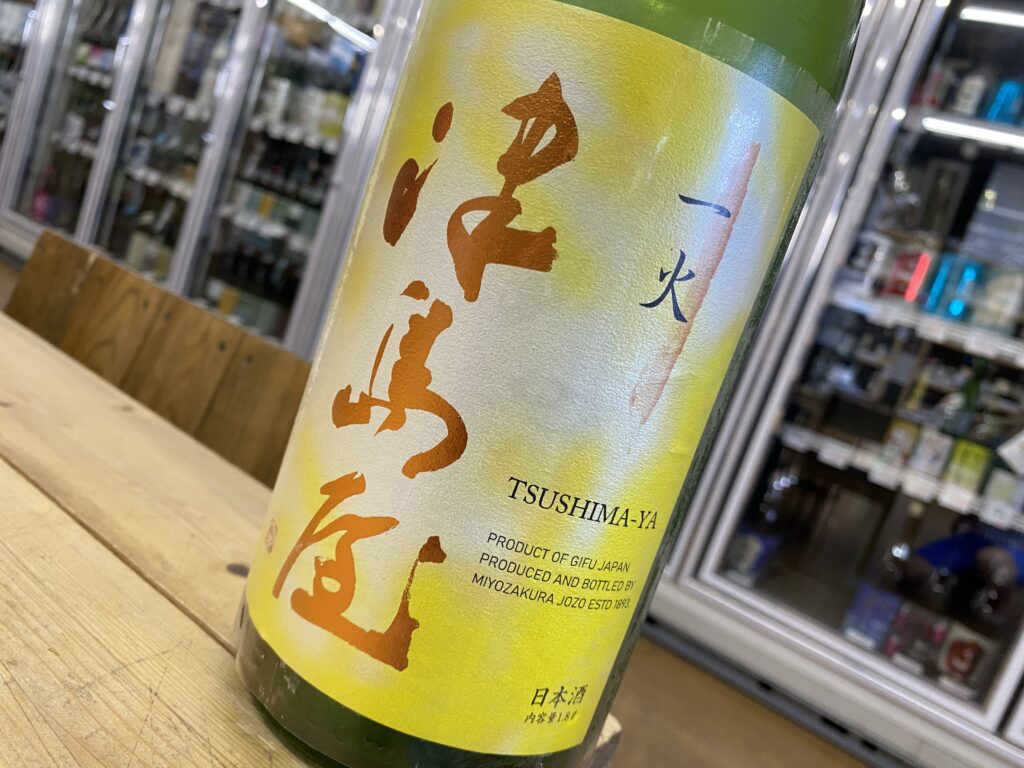 津島屋
一火
TSUSHIMA-YA
PRODUCT OF GIFU JAPAN
PRODUCED AND BOTTLED BY
MIYOZAKURA JOZO ESTD 1893
日本酒
内容量1.8ℓ